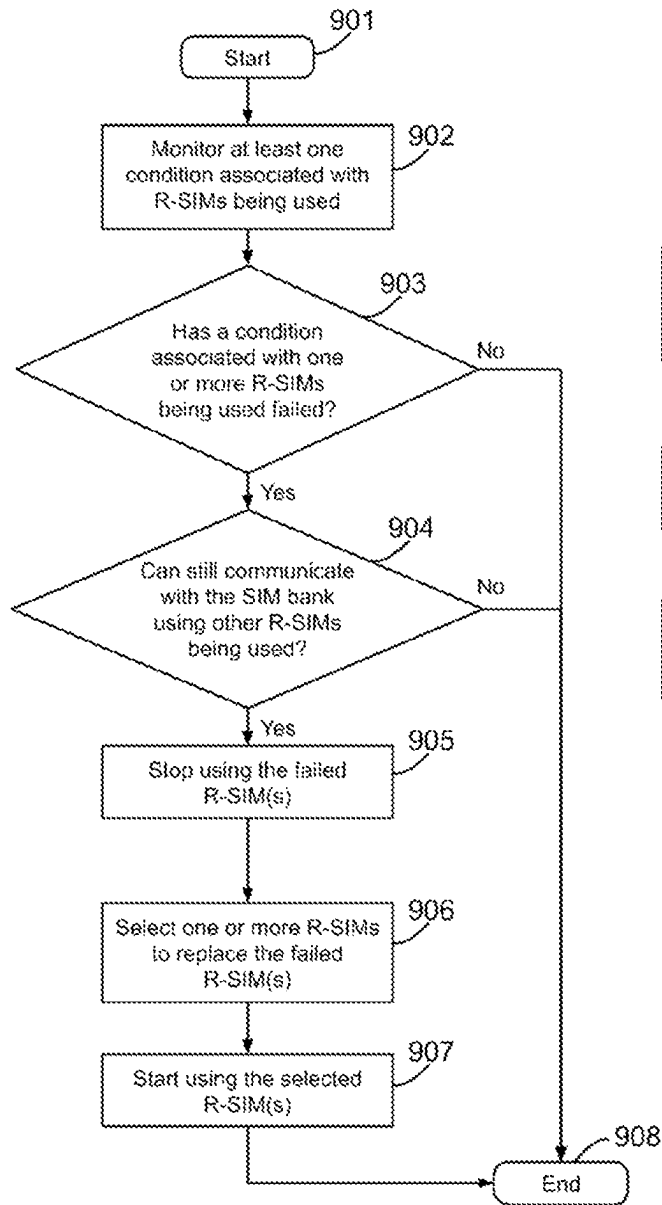 901
Start
902
Monitor at least one
condition associated with
R-SIMs being used
903
Has a condition
associated with one
or more R-SIMs
being used failed?
No
Yes
904
Can still communicate
with the SIM bank
using other R-SIMs
being used?
No
Yes
905
Stop using the failed
R-SIM(s)
906
Select one or more R-SIMs
to replace the failed
R-SIM(s)
907
Start using the selected
R-SIM(s)
908
End